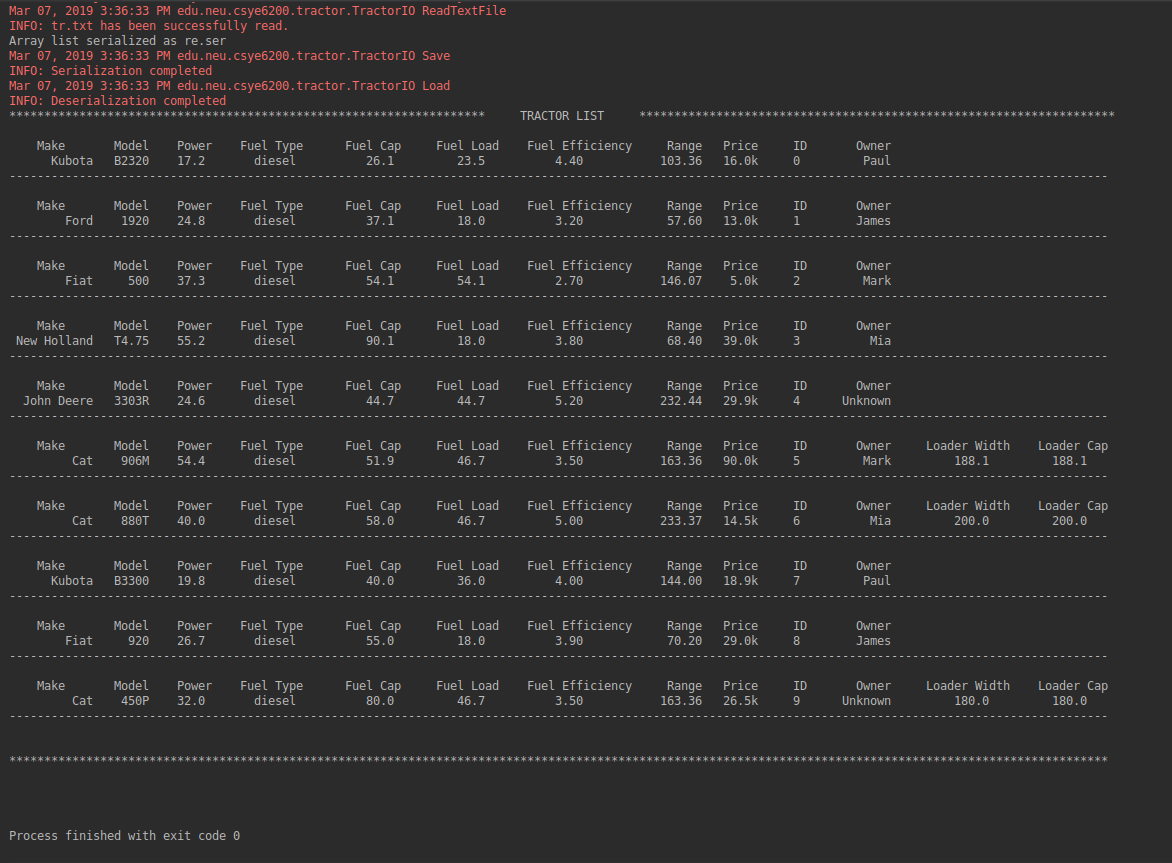 Mar 07, 2019 3:36:33 PM edu.neu.csye6200.tractor.TractorIO ReadTextFile
INFO: tr.txt has been successfully read.
Array list serialized as re.ser
Mar 07, 2019 3:36:33 PM edu.neu.csye6200.tractor.TractorIO Save
INFO: Serialization completed
Mar 07, 2019 3:36:33 PM edu.neu.csye6200.tractor.TractorIO Load
INFO: Deserialization completed
******************************************************************** TRACTOR LIST ********************************************************************
Make Model Power Fuel Type Fuel Cap Fuel Load Fuel Efficiency Range Price ID Owner
Kubota B2320 17.2 diesel 26.1 23.5 4.40 103.36 16.0k 0 Paul
-------------------------------------------------------------------------------------------------------------------------------------------------------------
Make Model Power Fuel Type Fuel Cap Fuel Load Fuel Efficiency Range Price ID Owner
Ford 1920 24.8 diesel 37.1 18.0 3.20 57.60 13.0k 1 James
-------------------------------------------------------------------------------------------------------------------------------------------------------------
Make Model Power Fuel Type Fuel Cap Fuel Load Fuel Efficiency Range Price ID Owner
Fiat 500 37.3 diesel 54.1 54.1 2.70 146.07 5.0k 2 Mark
-------------------------------------------------------------------------------------------------------------------------------------------------------------
Make Model Power Fuel Type Fuel Cap Fuel Load Fuel Efficiency Range Price ID Owner
New Holland T4.75 55.2 diesel 90.1 18.0 3.80 68.40 39.0k 3 Mia
-------------------------------------------------------------------------------------------------------------------------------------------------------------
Make Model Power Fuel Type Fuel Cap Fuel Load Fuel Efficiency Range Price ID Owner
John Deere 3303R 24.6 diesel 44.7 44.7 5.20 232.44 29.9k 4 Unknown
-------------------------------------------------------------------------------------------------------------------------------------------------------------
Make Model Power Fuel Type Fuel Cap Fuel Load Fuel Efficiency Range Price ID Owner Loader Width Loader Cap
Cat 906M 54.4 diesel 51.9 46.7 3.50 163.36 90.0k 5 Mark 188.1 188.1
-------------------------------------------------------------------------------------------------------------------------------------------------------------
Make Model Power Fuel Type Fuel Cap Fuel Load Fuel Efficiency Range Price ID Owner Loader Width Loader Cap
Cat 880T 40.0 diesel 58.0 46.7 5.00 233.37 14.5k 6 Mia 200.0 200.0
-------------------------------------------------------------------------------------------------------------------------------------------------------------
Make Model Power Fuel Type Fuel Cap Fuel Load Fuel Efficiency Range Price ID Owner
Kubota B3300 19.8 diesel 40.0 36.0 4.00 144.00 18.9k 7 Paul
-------------------------------------------------------------------------------------------------------------------------------------------------------------
Make Model Power Fuel Type Fuel Cap Fuel Load Fuel Efficiency Range Price ID Owner
Fiat 920 26.7 diesel 55.0 18.0 3.90 70.20 29.0k 8 James
-------------------------------------------------------------------------------------------------------------------------------------------------------------
Make Model Power Fuel Type Fuel Cap Fuel Load Fuel Efficiency Range Price ID Owner Loader Width Loader Cap
Cat 450P 32.0 diesel 80.0 46.7 3.50 163.36 26.5k 9 Unknown 180.0 180.0
-------------------------------------------------------------------------------------------------------------------------------------------------------------
*************************************************************************************************************************************************************
Process finished with exit code 0